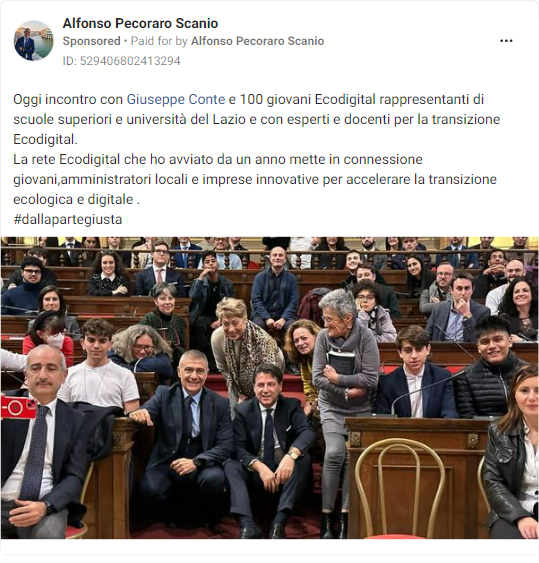 Alfonso Pecoraro Scanio
Sponsored • Paid for by Alfonso Pecoraro Scanio
ID: 529406802413294
Oggi incontro con Giuseppe Conte e 100 giovani Ecodigital rappresentanti di
scuole superiori e università del Lazio e con esperti e docenti per la transizione
Ecodigital.
La rete Ecodigital che ho avviato da un anno mette in connessione
giovani,amministratori locali e imprese innovative per accelerare la transizione
ecologica e digitale .
#dallapartegiusta